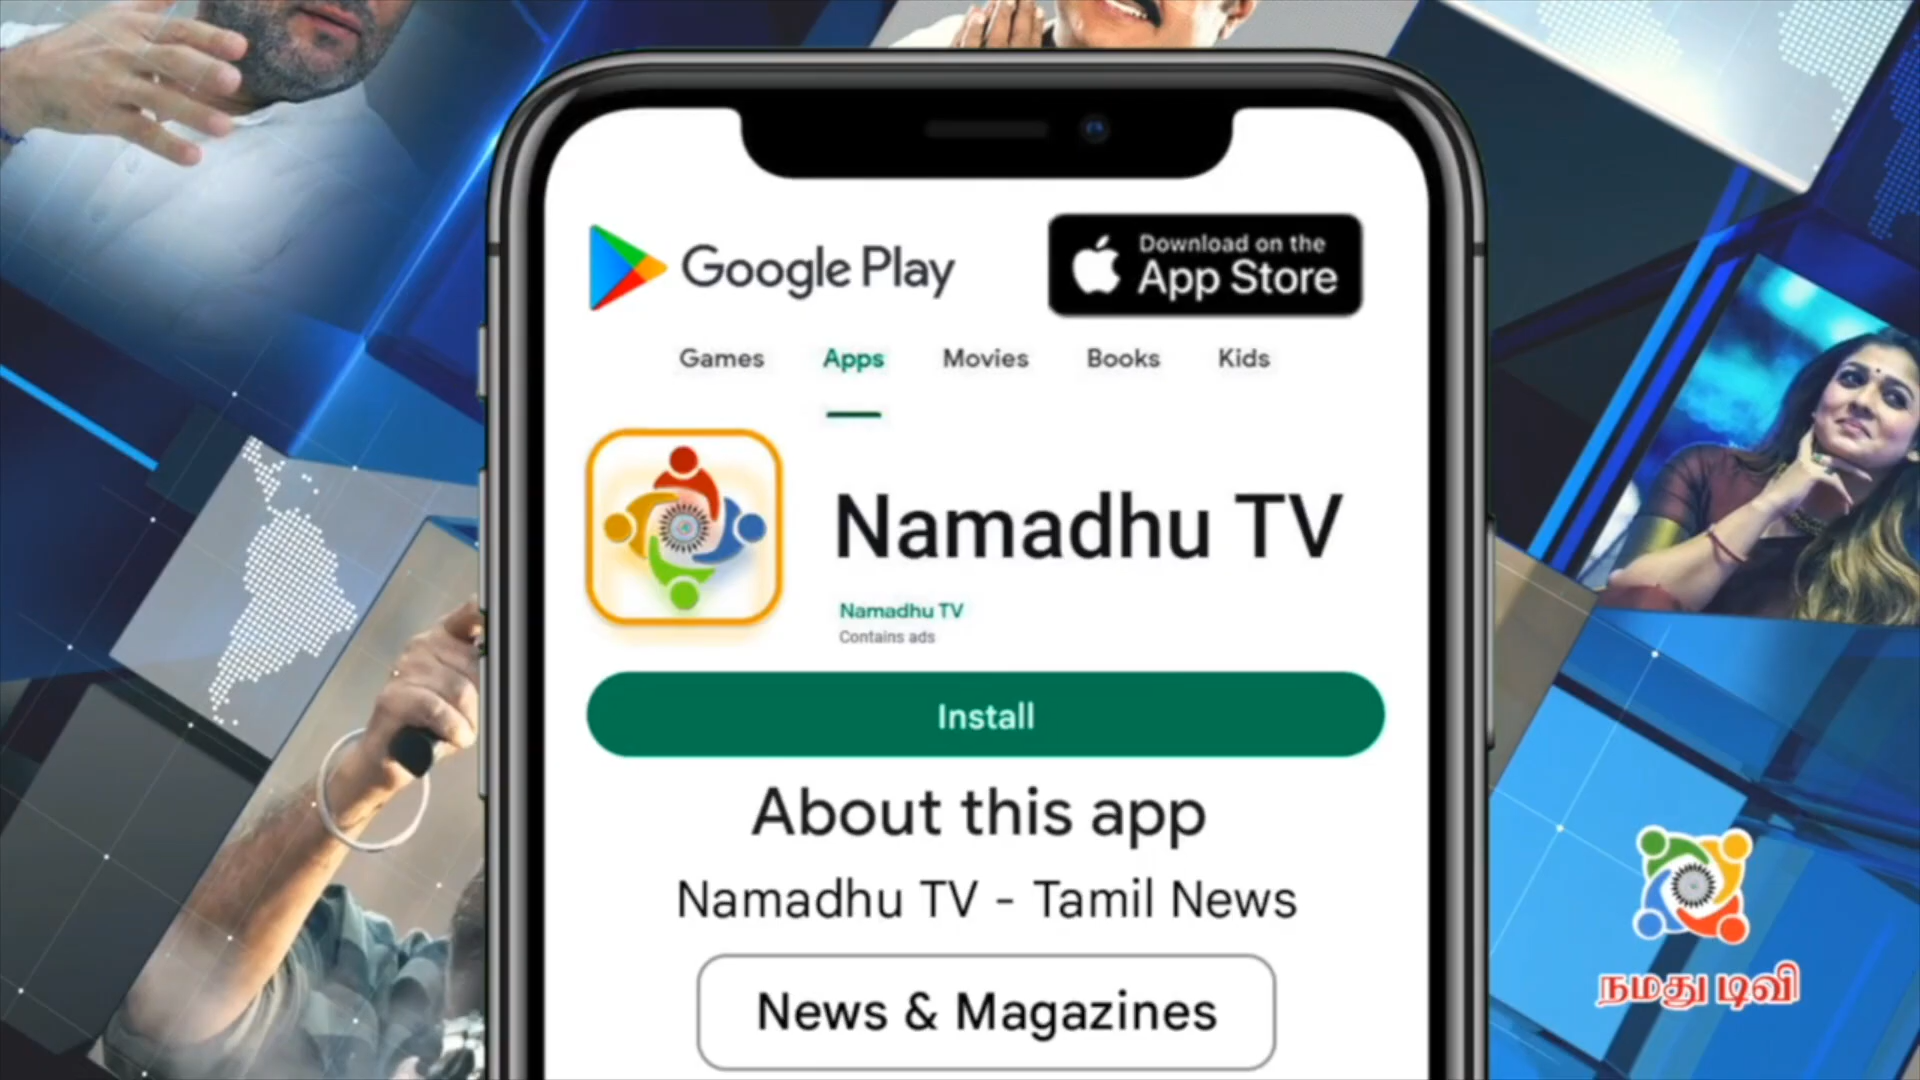 Google Play
Download on the
App Store
Games Apps Movies Books Kids
Namadhu TV
Namadhu TV
Contains ads
Install
About this app
Namadhu TV - Tamil News
News & Magazines
நமது டிவி